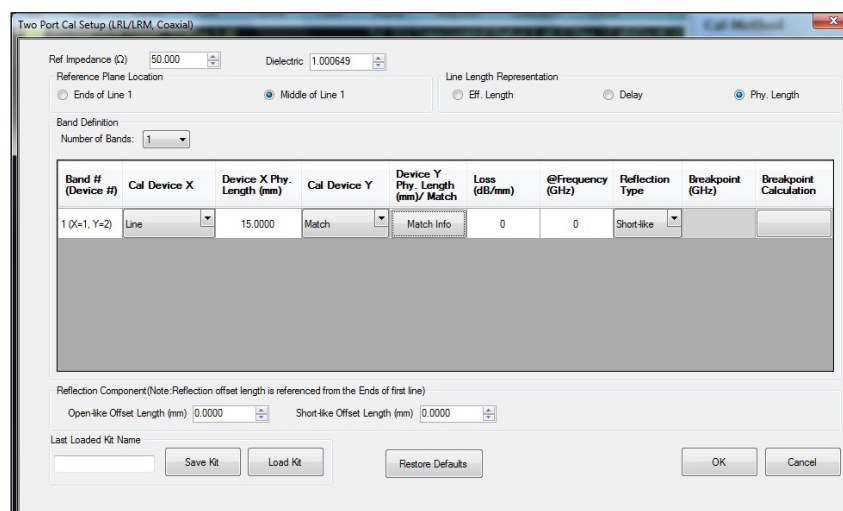 Two Port Cal Setup (LRL/LRM, Coaxial)
Cal Method
Ref Impedance (Ω) 50.000 Dielectric 1.000649
Reference Plane Location
Ends of Line 1 Middle of Line 1
Line Length Representation
Eff. Length Delay Phy. Length
Band Definition
Number of Bands: 1
Band # (Device #) Cal Device X Device X Phy. Length (mm) Cal Device Y Device Y Phy. Length (mm)/ Match Loss (dB/mm) @Frequency (GHz) Reflection Type Breakpoint (GHz) Breakpoint Calculation
1 (X=1, Y=2) Line 15.0000 Match Match Info 0 0 Short-like
Reflection Component(Note:Reflection offset length is referenced from the Ends of first line)
Open-like Offset Length (mm) 0.0000 Short-like Offset Length (mm) 0.0000
Last Loaded Kit Name
Save Kit Load Kit Restore Defaults OK Cancel